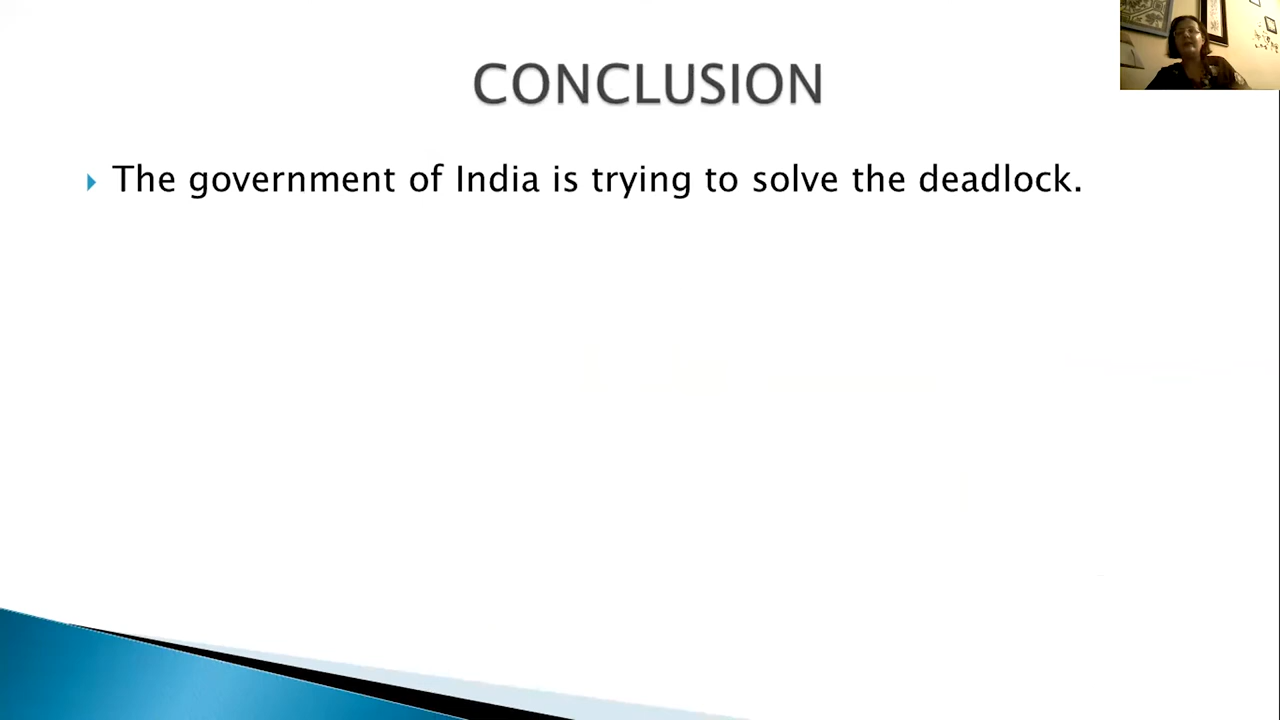 CONCLUSION
The government of India is trying to solve the deadlock.